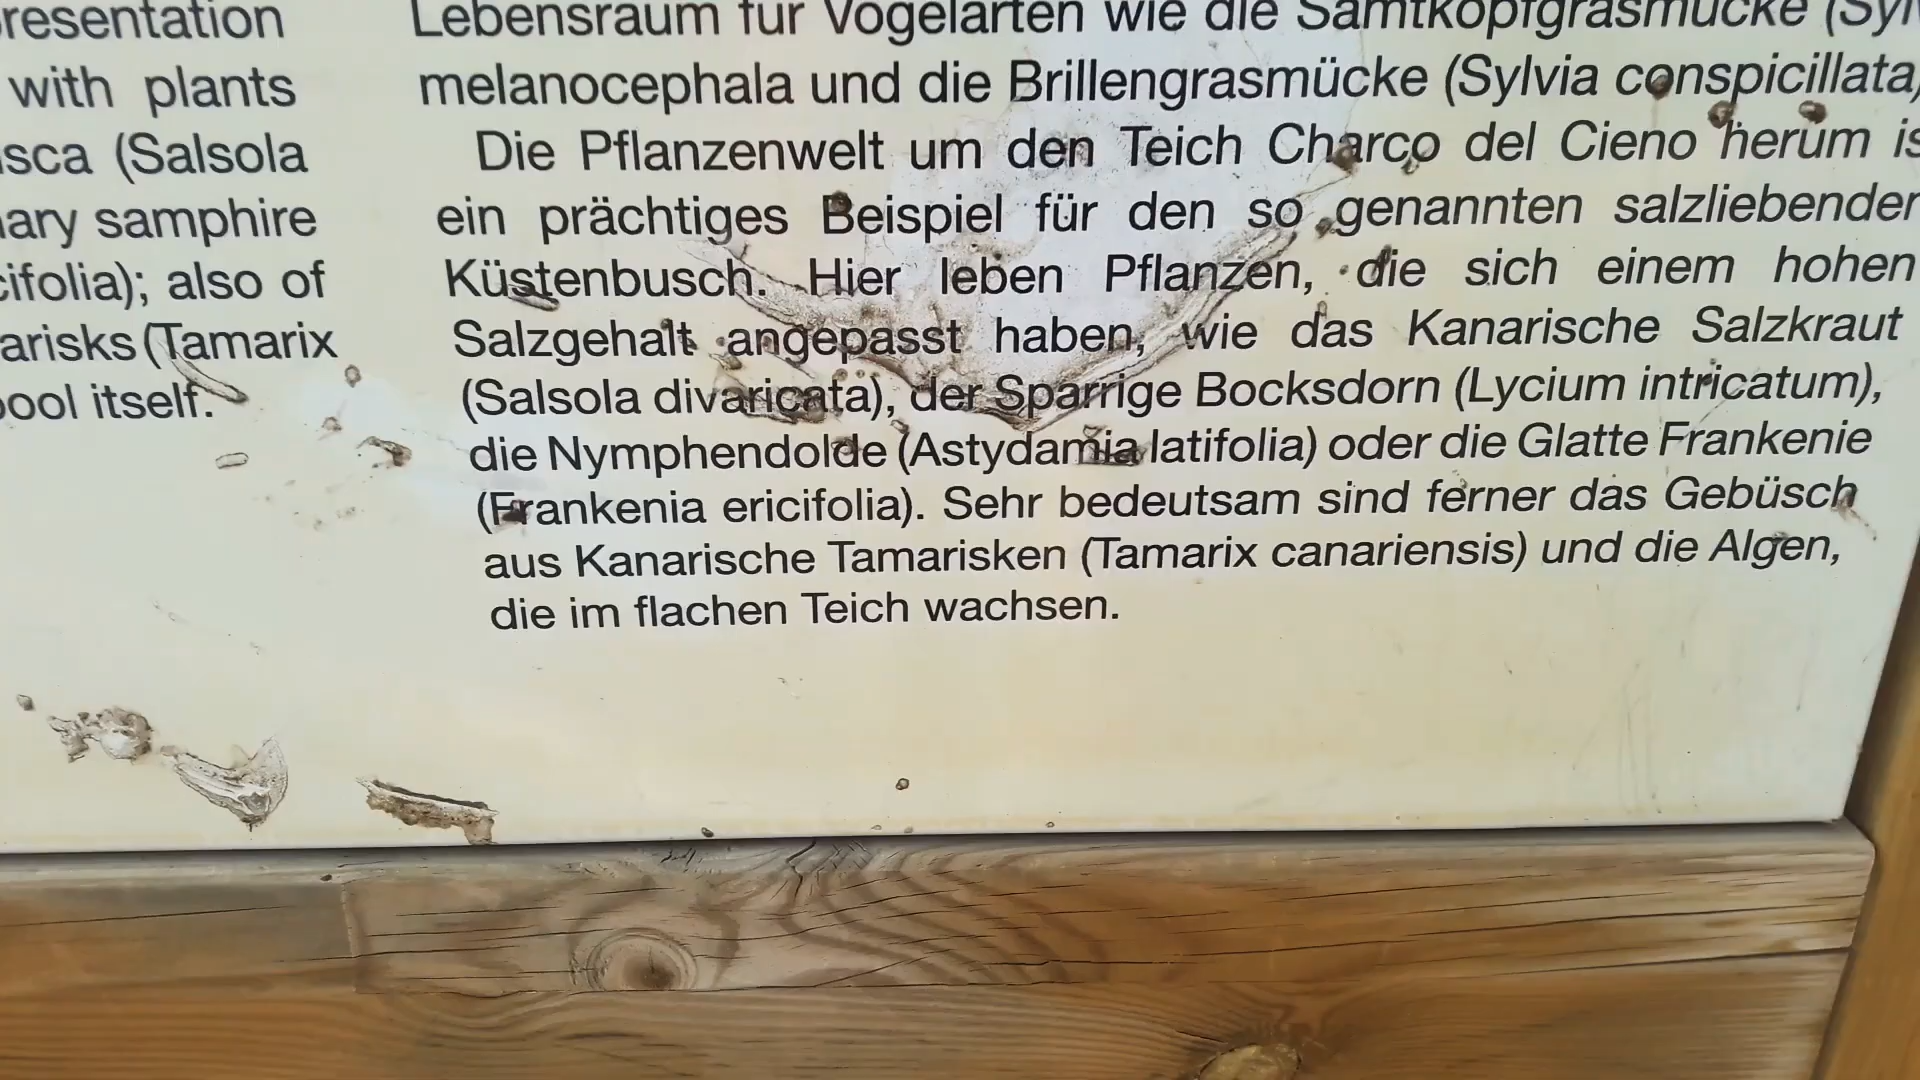 resentation
with plants
sca (Salsola
ary samphire
cifolia); also of
arisks (Tamarix
ool itself.
Lebensraum für Vogelarten wie die Samtkopfgrasmücke (Syl
melanocephala und die Brillengrasmücke (Sylvia conspicillata)
Die Pflanzenwelt um den Teich Charco del Cieno herum is
ein prächtiges Beispiel für den so genannten salzliebenden
Küstenbusch. Hier leben Pflanzen, die sich einem hohen
Salzgehalt angepasst haben, wie das Kanarische Salzkraut
(Salsola divaricata), der Sparrige Bocksdorn (Lycium intricatum),
die Nymphendolde (Astydamia latifolia) oder die Glatte Frankenie
(Frankenia ericifolia). Sehr bedeutsam sind ferner das Gebüsch
aus Kanarische Tamarisken (Tamarix canariensis) und die Algen,
die im flachen Teich wachsen.